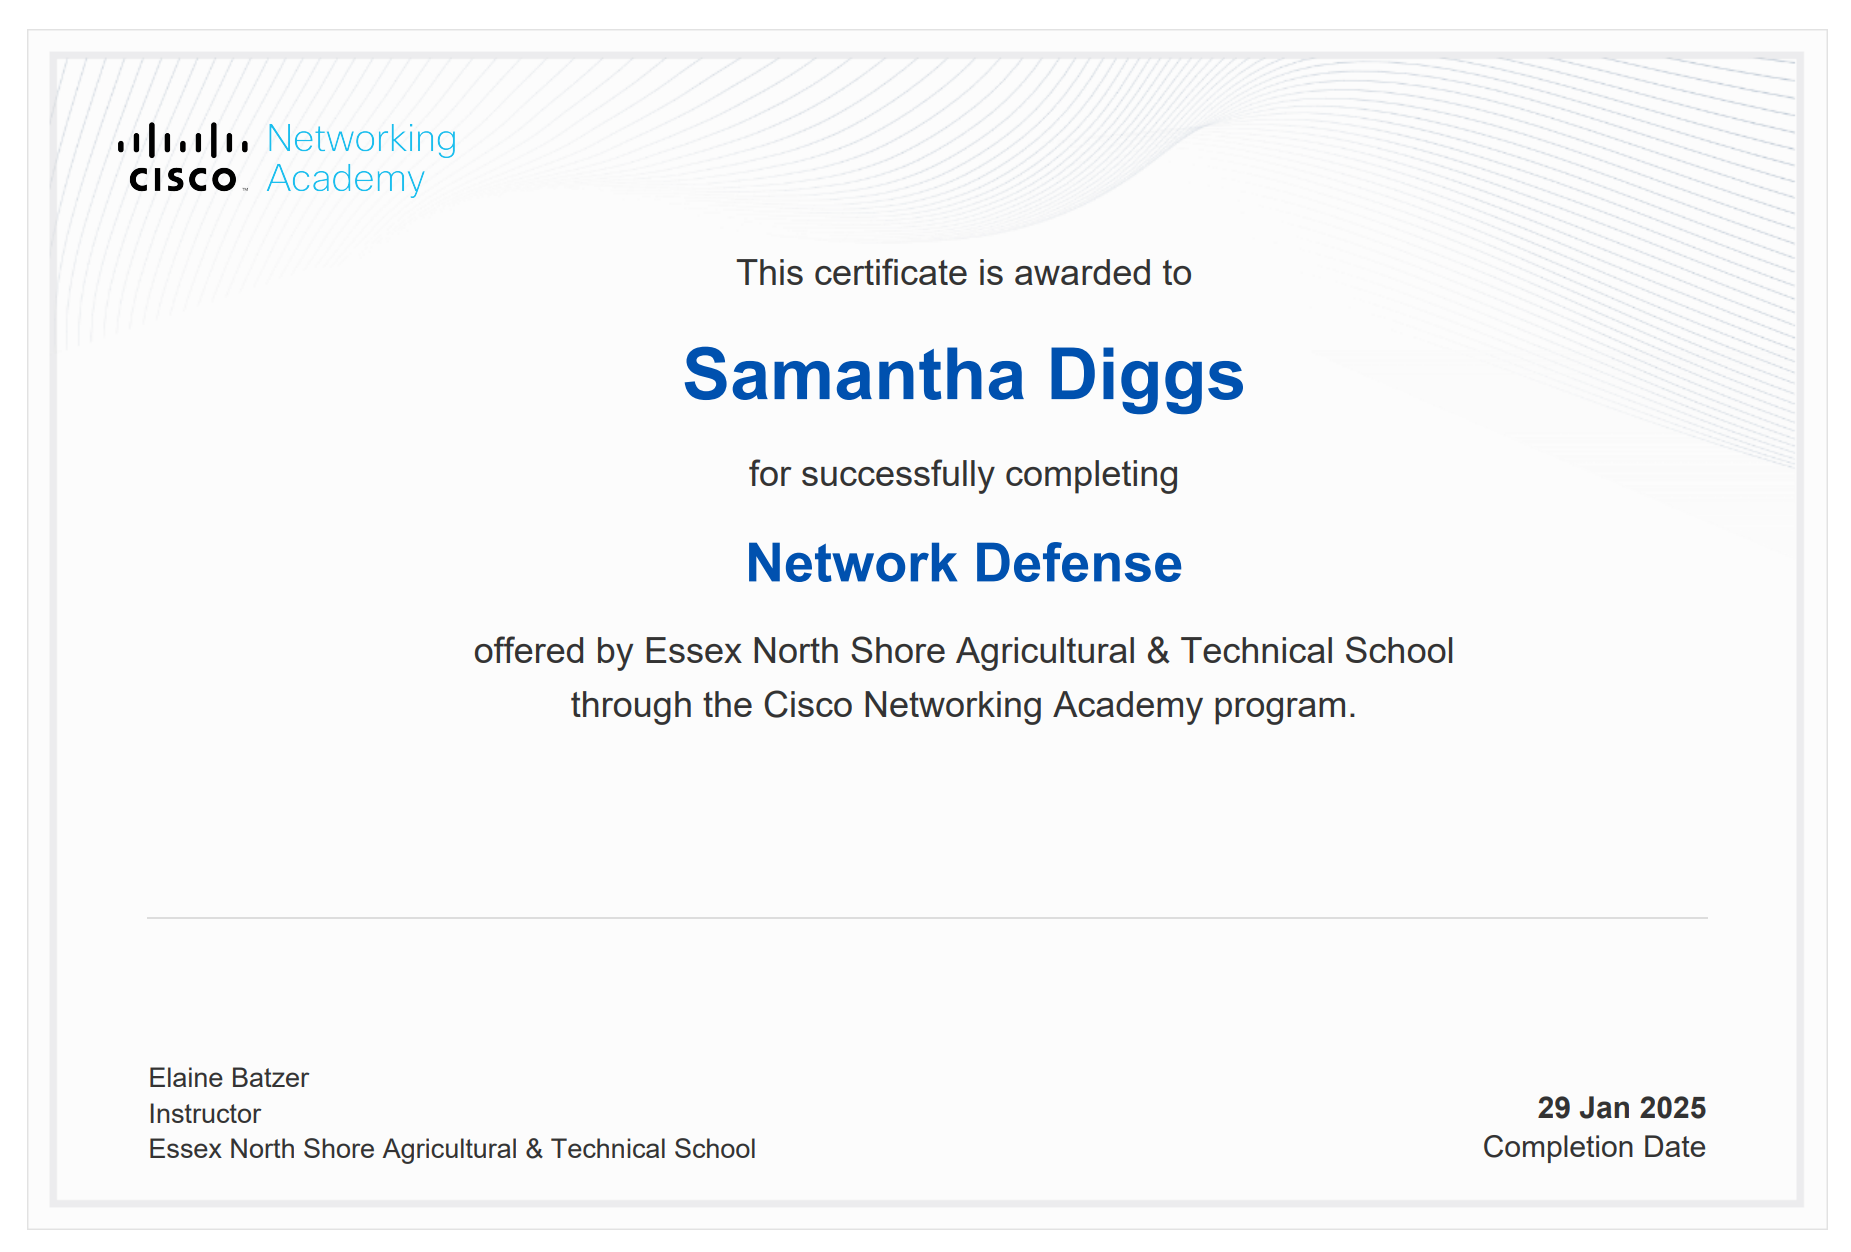 CISCO
Networking
Academy
This certificate is awarded to
Samantha Diggs
for successfully completing
Network Defense
offered by Essex North Shore Agricultural & Technical School
through the Cisco Networking Academy program.
Elaine Batzer
Instructor
Essex North Shore Agricultural & Technical School
29 Jan 2025
Completion Date